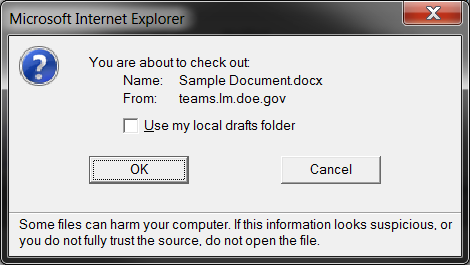 Microsoft Internet Explorer
You are about to check out:
Name: Sample Document.docx
From: teams.lm.doe.gov
Use my local drafts folder
OK Cancel
Some files can harm your computer. If this information looks suspicious, or
you do not fully trust the source, do not open the file.